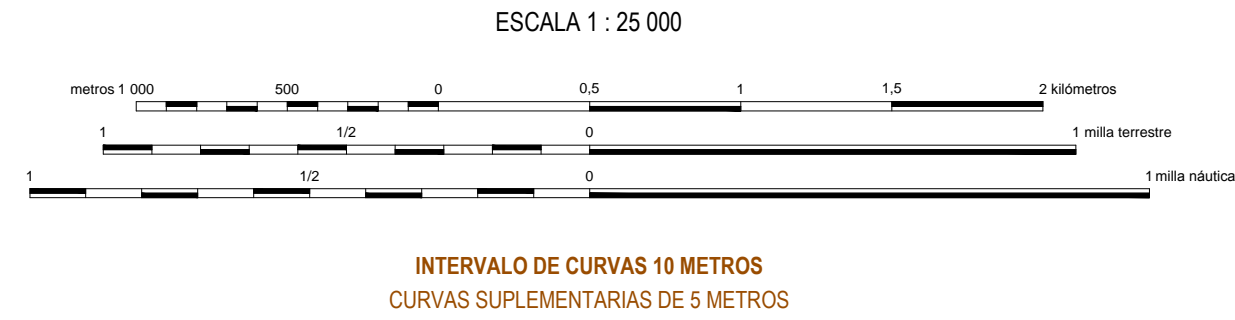 ESCALA 1 : 25 000
metros 1 000 500 0 0,5 1 1,5 2 kilómetros
1 1/2 0 1 milla terrestre
1 1/2 0 1 milla náutica
INTERVALO DE CURVAS 10 METROS
CURVAS SUPLEMENTARIAS DE 5 METROS